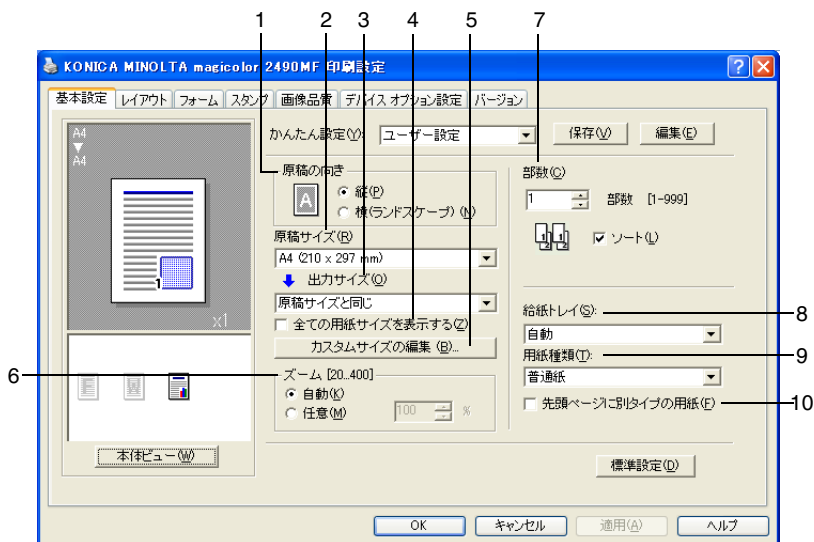 1 2 3 4 5 7
KONICA MINOLTA magicolor 2490MF 印刷設定
基本設定 レイアウト フォーム スタンプ 画像品質 デバイス オプション設定 バージョン
A4
▼
A4
1
x1
かんたん設定(Y): ユーザー設定 保存(V) 編集(E)
原稿の向き
A
縦(P)
横(ランドスケープ) (N)
原稿サイズ(R)
A4 (210 x 297 mm)
出力サイズ(O)
原稿サイズと同じ
全ての用紙サイズを表示する(Z)
カスタムサイズの編集 (B)...
6
ズーム [20...400]
自動(K)
任意(M) 100 %
部数(C)
1 部数 [1-999]
1 2 1 2
ソート(L)
給紙トレイ(S): 8
自動
用紙種類(T): 9
普通紙
先頭ページに別タイプの用紙(F) 10
E W
本体ビュー(W)
標準設定(D)
OK キャンセル 適用(A) ヘルプ